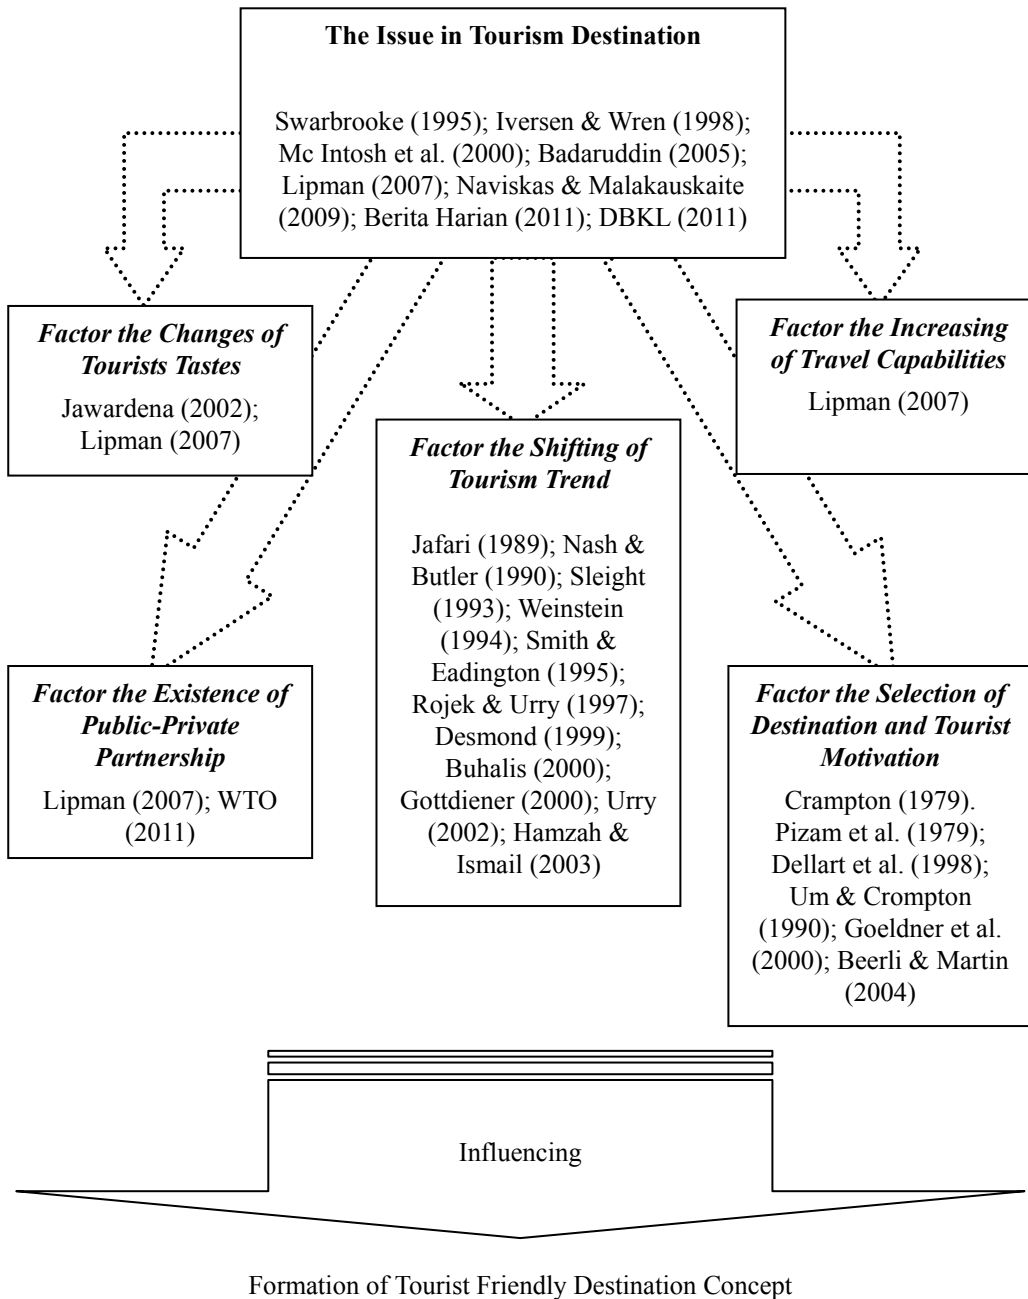 The Issue in Tourism Destination
Swarbrooke (1995); Iversen & Wren (1998);
Mc Intosh et al. (2000); Badaruddin (2005);
Lipman (2007); Naviskas & Malakauskaite
(2009); Berita Harian (2011); DBKL (2011)
Factor the Changes of
Tourists Tastes
Jawardena (2002);
Lipman (2007)
Factor the Increasing
of Travel Capabilities
Lipman (2007)
Factor the Shifting of
Tourism Trend
Jafari (1989); Nash &
Butler (1990); Sleight
(1993); Weinstein
(1994); Smith &
Eadington (1995);
Rojek & Urry (1997);
Desmond (1999);
Buhalis (2000);
Gottdiener (2000); Urry
(2002); Hamzah &
Ismail (2003)
Factor the Existence of
Public-Private
Partnership
Lipman (2007); WTO
(2011)
Factor the Selection of
Destination and Tourist
Motivation
Crampton (1979).
Pizam et al. (1979);
Dellart et al. (1998);
Um & Crompton
(1990); Goeldner et al.
(2000); Beerli & Martin
(2004)
Influencing
Formation of Tourist Friendly Destination Concept